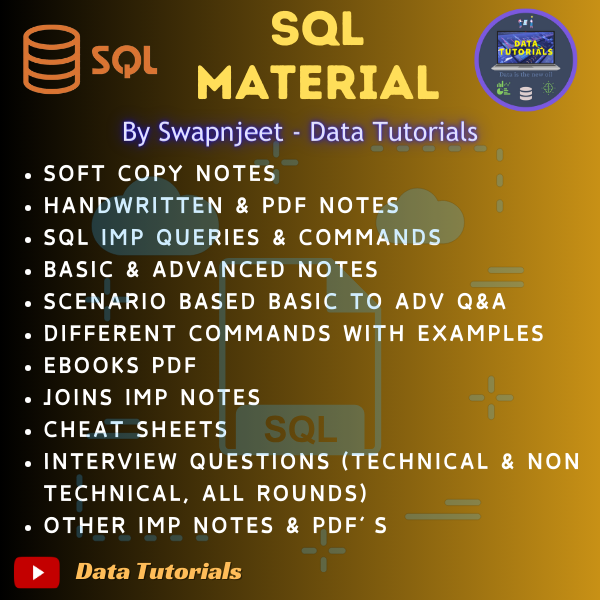 SQL
SQL
MATERIAL
DATA
TUTORIALS
Data is the new oil
By Swapnjeet - Data Tutorials
• SOFT COPY NOTES
• HANDWRITTEN & PDF NOTES
• SQL IMP QUERIES & COMMANDS
• BASIC & ADVANCED NOTES
• SCENARIO BASED BASIC TO ADV Q&A
• DIFFERENT COMMANDS WITH EXAMPLES
• EBOOKS PDF
• JOINS IMP NOTES
• CHEAT SHEETS
• INTERVIEW QUESTIONS (TECHNICAL & NON
TECHNICAL, ALL ROUNDS)
• OTHER IMP NOTES & PDF'S
SQL
Data Tutorials